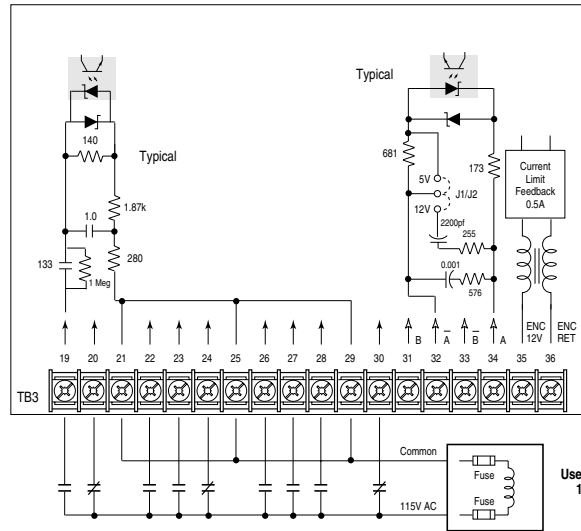 Typical
Typical
140
681
173
5V
J1/J2
12V
Current
Limit
Feedback
0.5A
1.87k
1.0
2200pf
255
133
1 Meg
280
0.001
576
ENC
12V
ENC
RET
B
A
B
A
19
20
21
22
23
24
25
26
27
28
29
30
31
32
33
34
35
36
TB3
Common
Fuse
Fuse
115V AC
Use
1